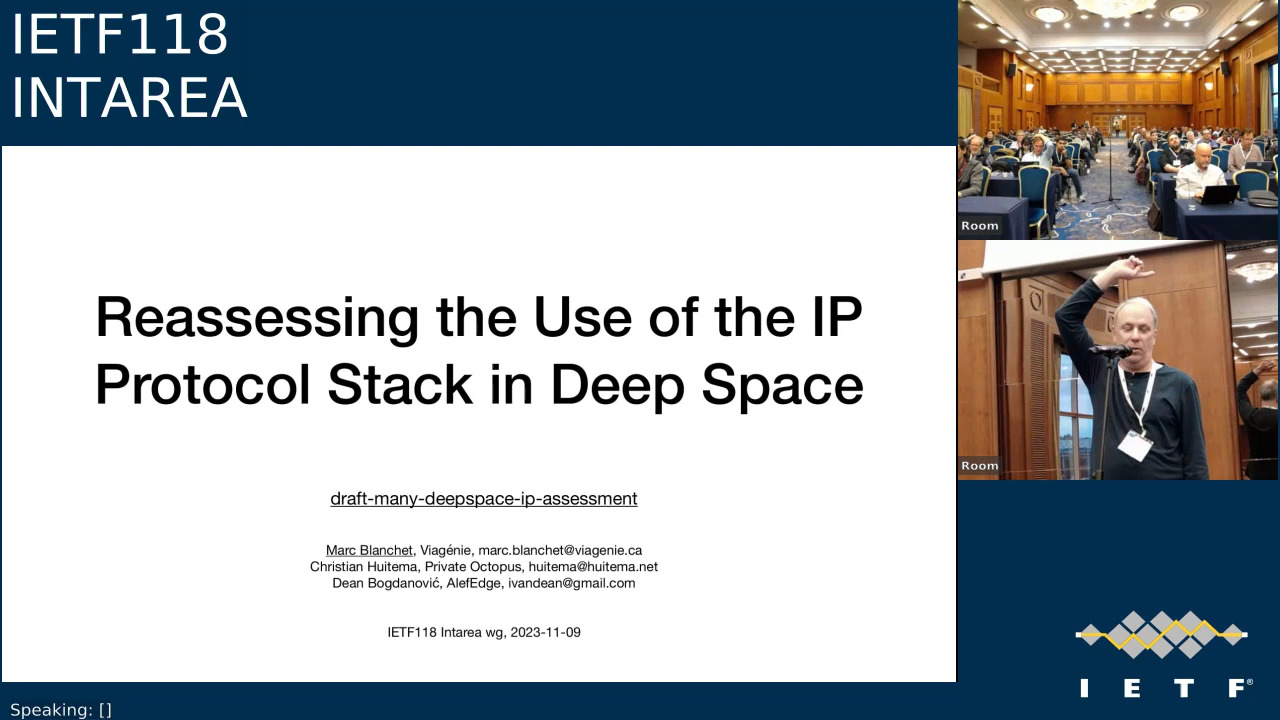 IETF118
INTAREA
Room
Reassessing the Use of the IP
Protocol Stack in Deep Space
draft-many-deepspace-ip-assessment
Marc Blanchet, Viagénie, marc.blanchet@viagenie.ca
Christian Huitema, Private Octopus, huitema@huitema.net
Dean Bogdanović, AlefEdge, ivandean@gmail.com
IETF118 Intarea wg, 2023-11-09
Room
I E T F®
Speaking: []